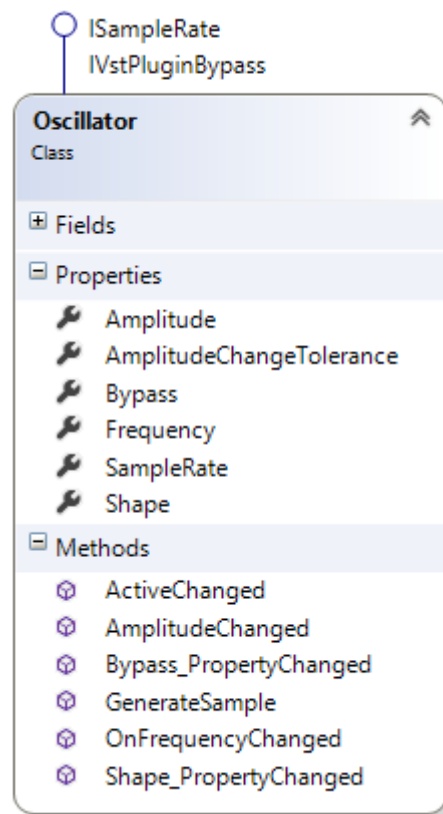 ISampleRate
IVstPluginBypass
Oscillator
Class
Fields
Properties
Amplitude
AmplitudeChangeTolerance
Bypass
Frequency
SampleRate
Shape
Methods
ActiveChanged
AmplitudeChanged
Bypass_PropertyChanged
GenerateSample
OnFrequencyChanged
Shape_PropertyChanged